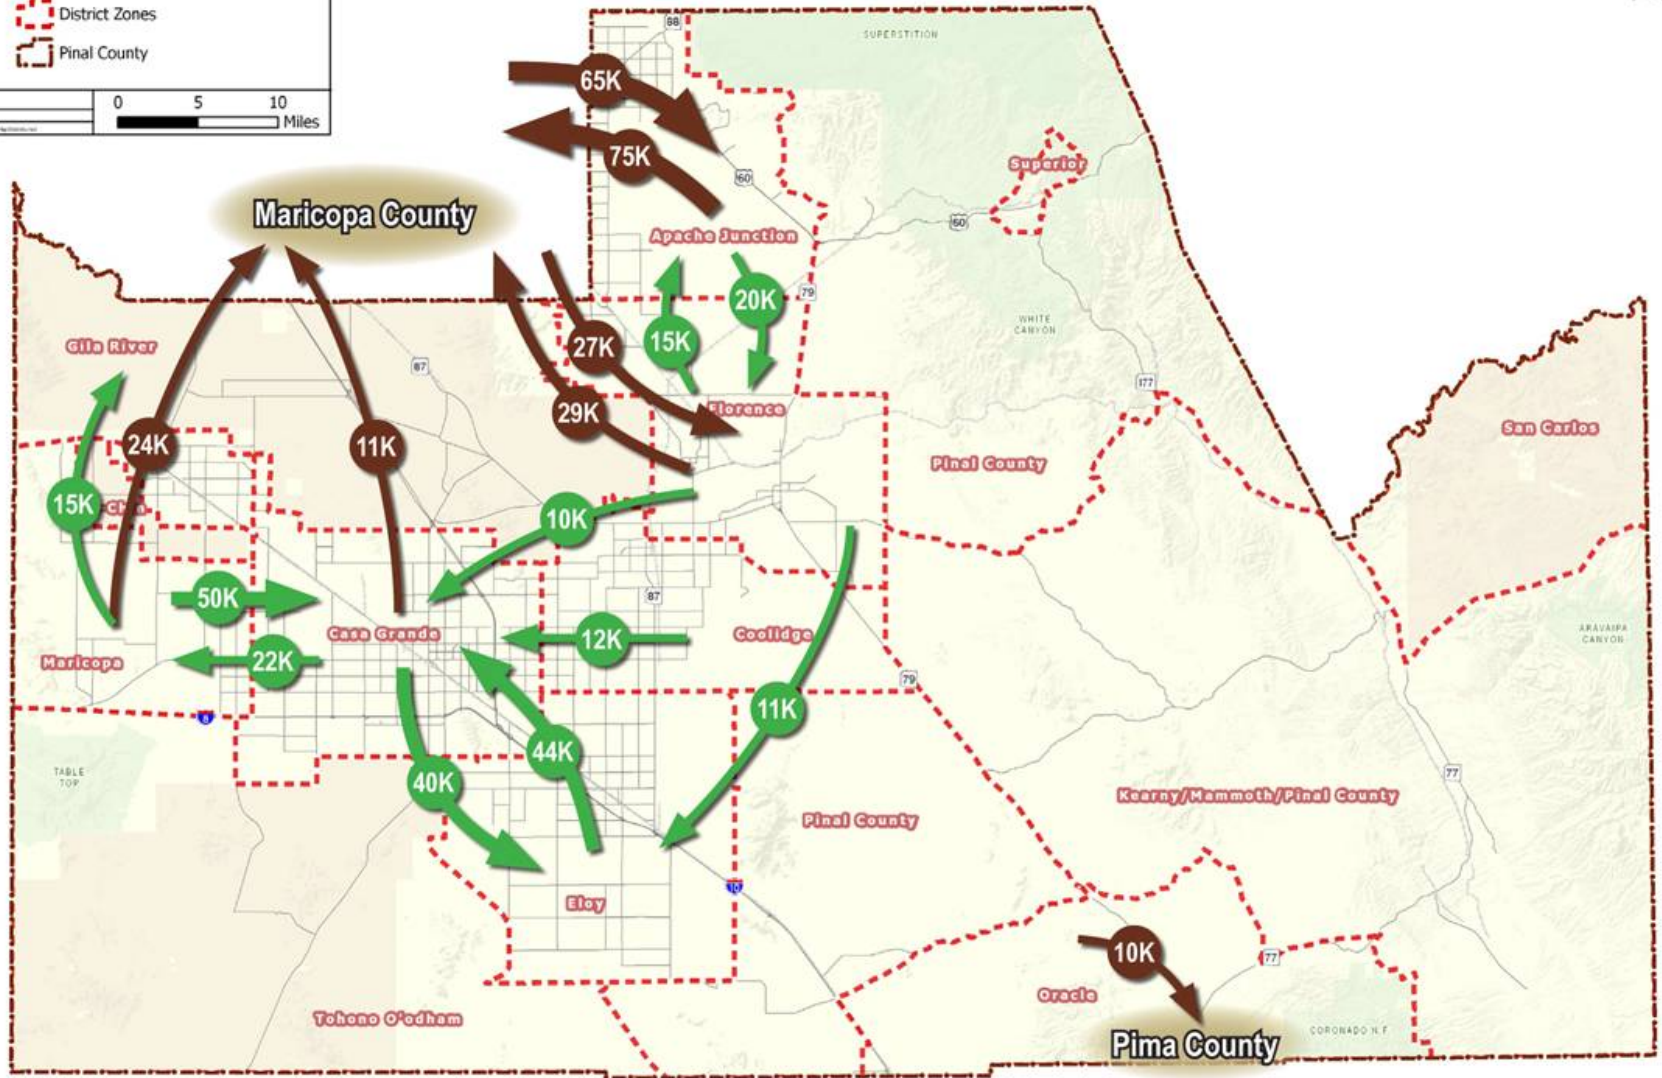 District Zones
Pinal County
0 5 10
Miles
88
SUPERSTITION
65K
75K
60
Superior
Maricopa County
Apache Junction
60
20K
79
15K
WHITE
CANYON
Gila River
27K
87
177
29K
Florence
24K
11K
San Carlos
Pinal County
15K
10K
50K
87
Casa Grande
12K
Coolidge
ARAVAIPA
CANYON
Maricopa
22K
79
8
11K
44K
TABLE
TOP
40K
77
Kearny/Mammoth/Pinal County
Pinal County
10
Eloy
10K
77
Oracle
Tohono O'odham
CORONADO N.F
Pima County